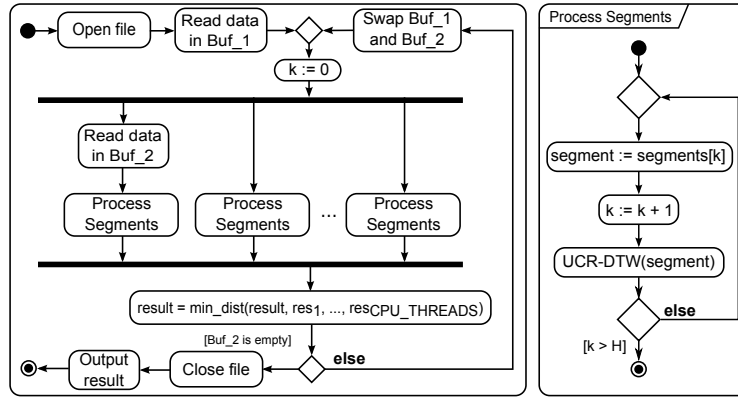 Open file
Read data
in Buf_1
Swap Buf_1
and Buf_2
k := 0
Read data
in Buf_2
Process
Segments
Process
Segments
...
Process
Segments
result = min_dist(result, res1, ..., resCPU_THREADS)
[Buf_2 is empty]
else
Close file
Output
result
Process Segments
segment := segments[k]
k := k + 1
UCR-DTW(segment)
else
[k > H]